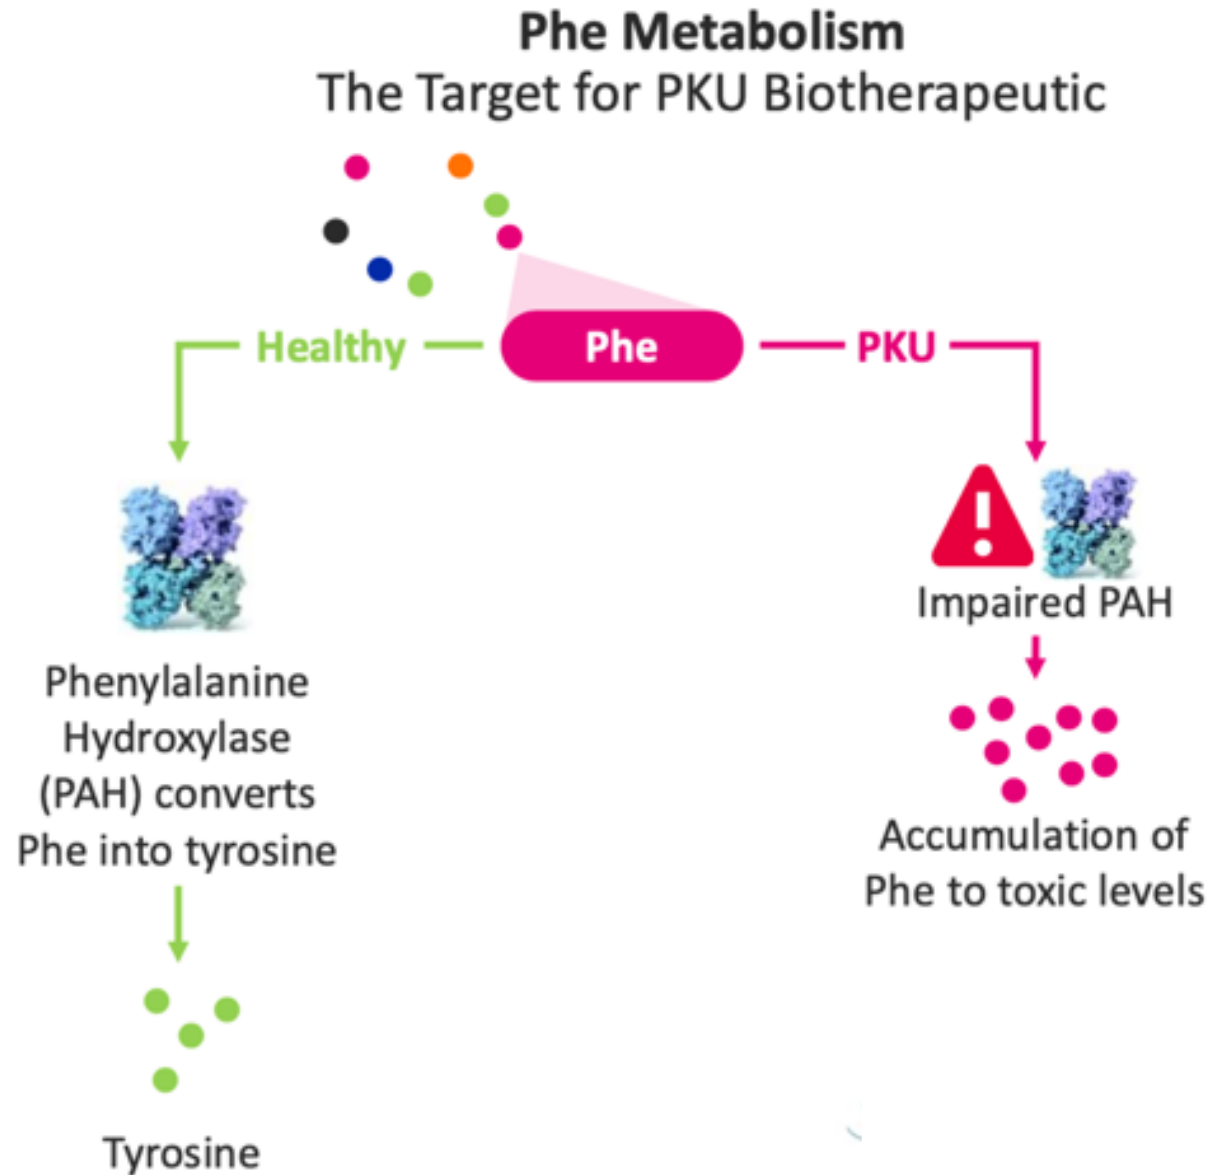 Phe Metabolism
The Target for PKU Biotherapeutic
Healthy
Phe
PKU
Phenylalanine
Hydroxylase
(PAH) converts
Phe into tyrosine
Tyrosine
Impaired PAH
Accumulation of
Phe to toxic levels